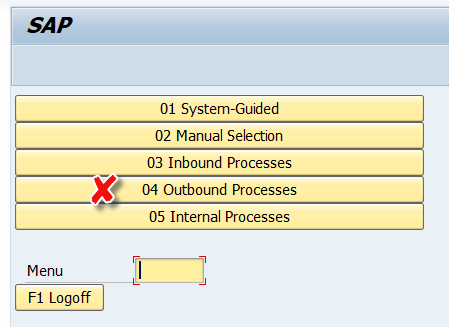 SAP
01 System-Guided
02 Manual Selection
03 Inbound Processes
04 Outbound Processes
05 Internal Processes
Menu
F1 Logoff